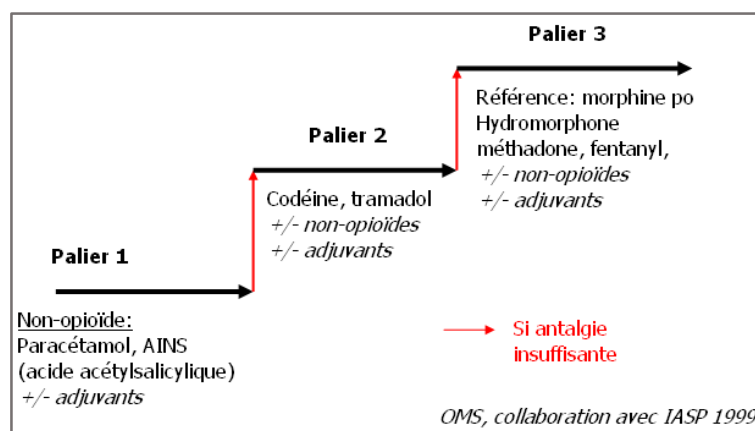 Palier 3
Référence: morphine po
Hydromorphone
méthadone, fentanyl,
+/- non-opioïdes
+/- adjuvants
Palier 2
Codéine, tramadol
+/- non-opioïdes
+/- adjuvants
Palier 1
Non-opioïde:
Paracétamol, AINS
(acide acétylsalicylique)
+/- adjuvants
Si antalgie
insuffisante
OMS, collaboration avec IASP 1999